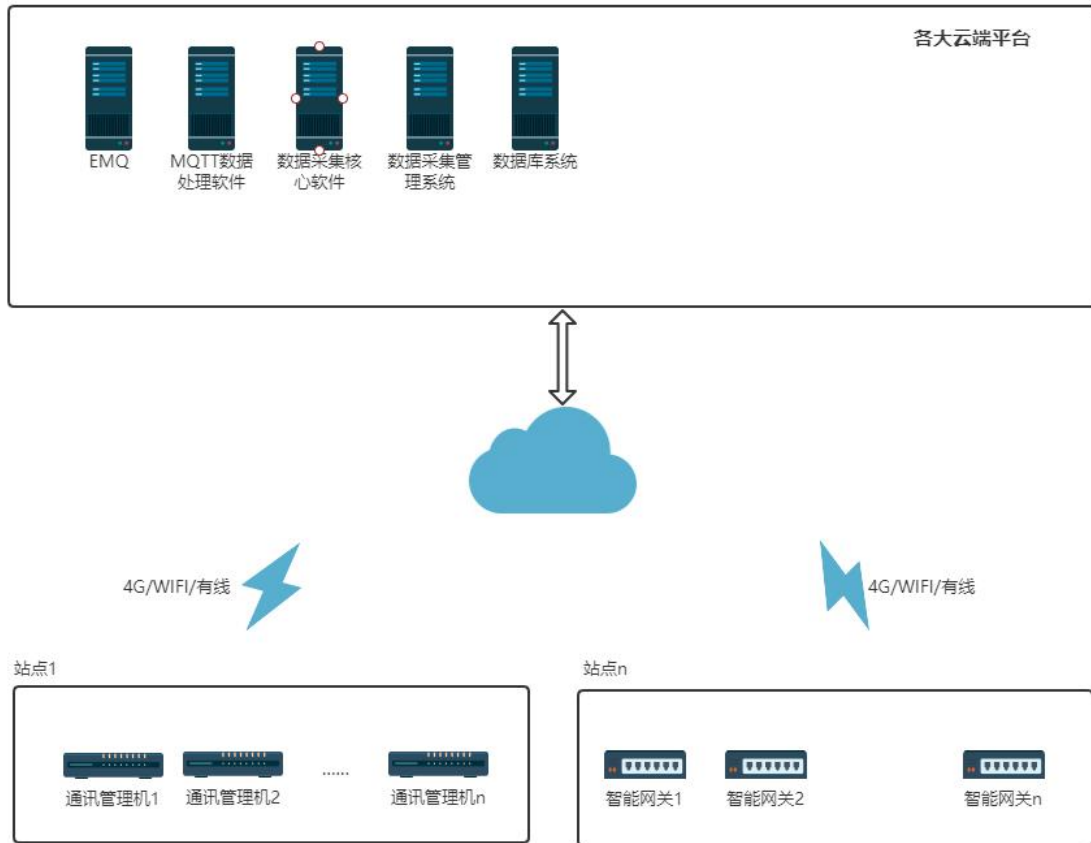 各大云端平台
EMQ
MQTT数据
处理软件
数据采集核
心软件
数据采集管
理系统
数据库系统
4G/WIFI/有线
4G/WIFI/有线
站点1
站点n
通讯管理机1
通讯管理机2
......
通讯管理机n
智能网关1
智能网关2
智能网关n